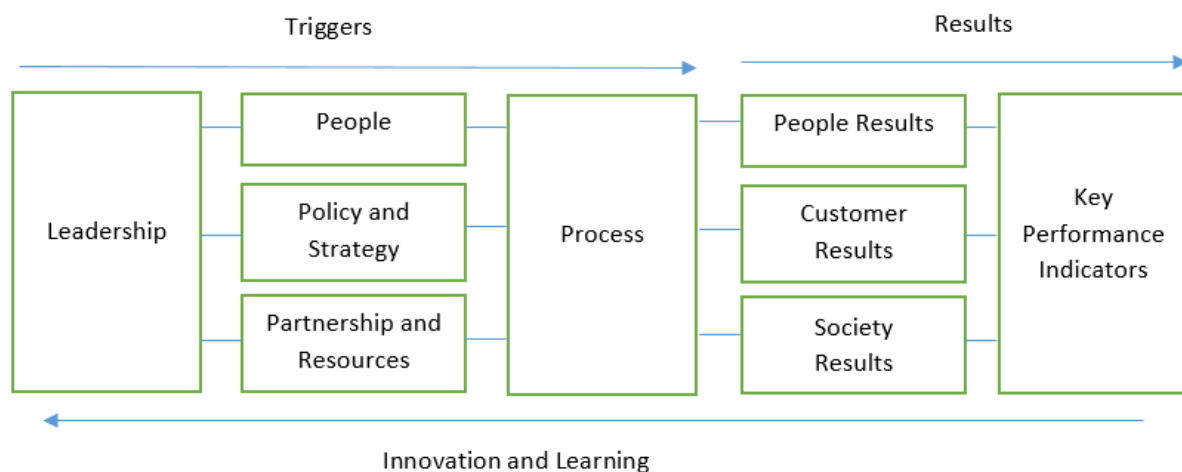 Triggers
Results
Leadership
People
Policy and
Strategy
Partnership and
Resources
Process
People Results
Customer
Results
Society
Results
Key
Performance
Indicators
Innovation and Learning